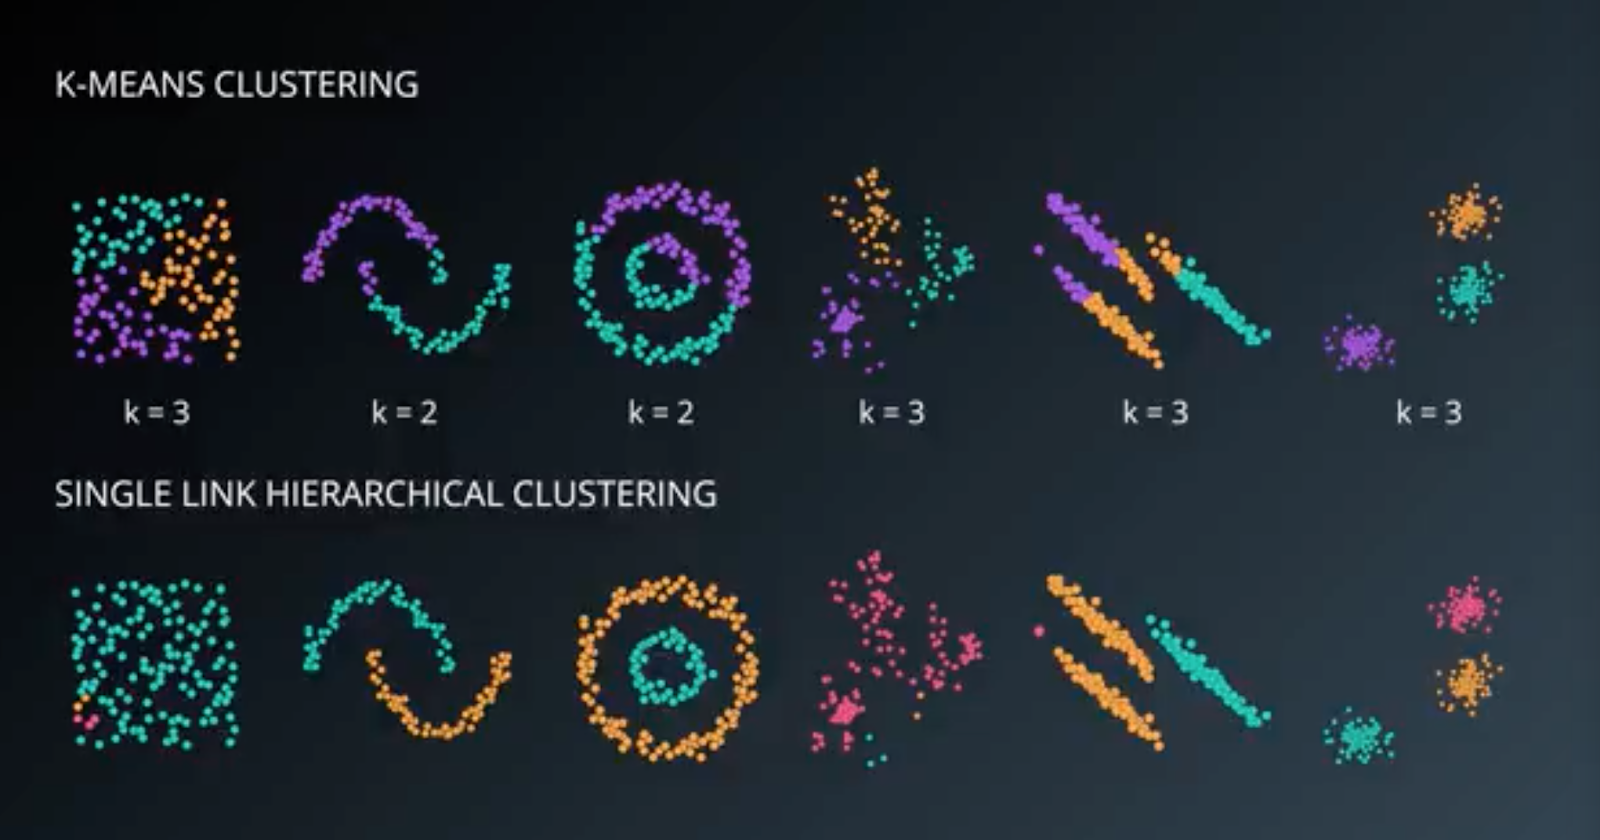 K-MEANS CLUSTERING
k = 3
k = 2
k = 2
k = 3
k = 3
k = 3
SINGLE LINK HIERARCHICAL CLUSTERING